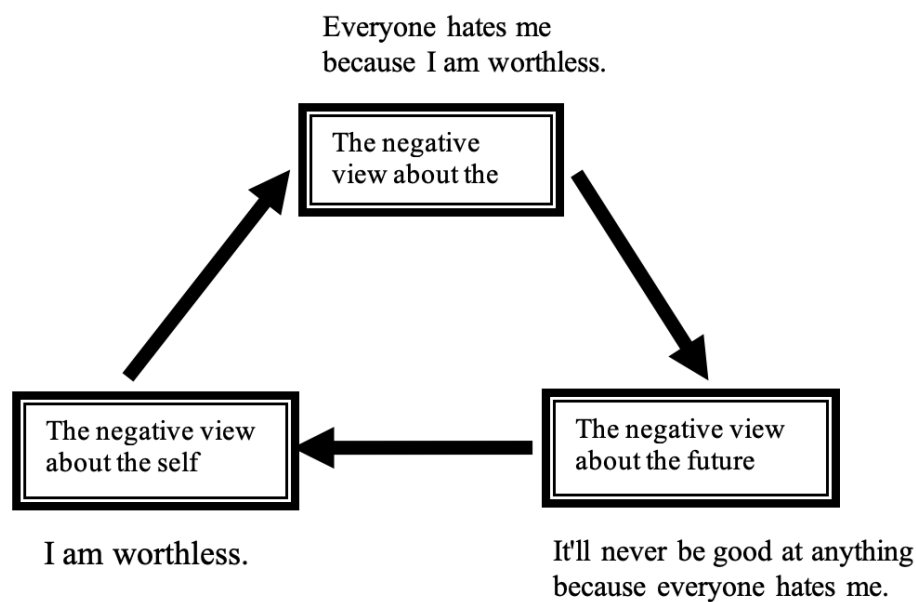 Everyone hates me
because I am worthless.
The negative
view about the
The negative view
about the self
The negative view
about the future
I am worthless.
It'll never be good at anything
because everyone hates me.